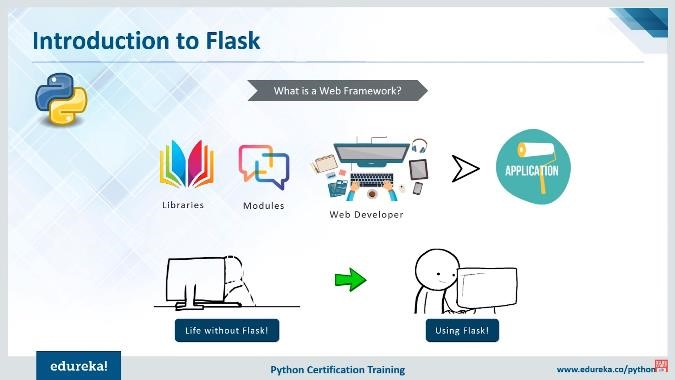 Introduction to Flask
What is a Web Framework?
APPLICATION
Libraries
Modules
Web Developer
Life without Flask!
Using Flask!
edureka!
Python Certification Training
www.edureka.co/python